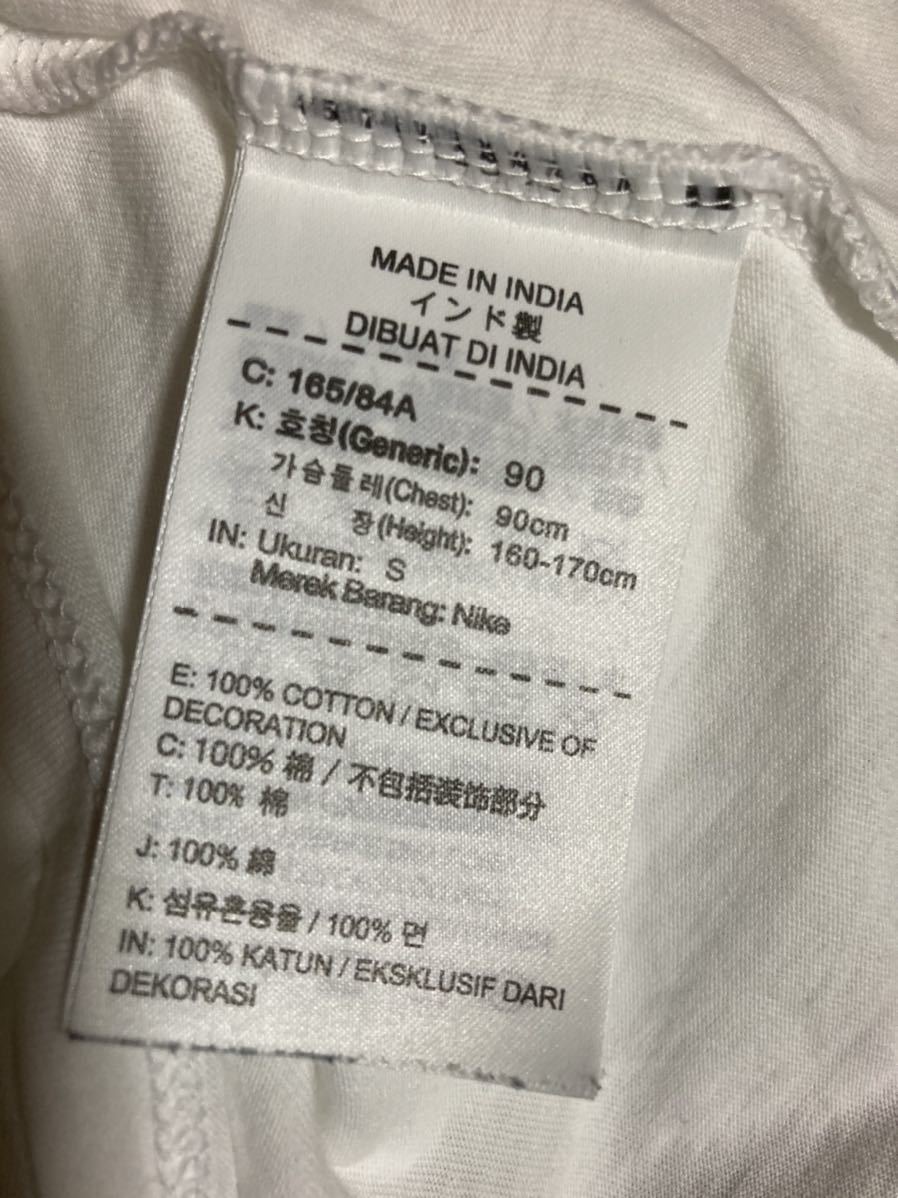 MADE IN INDIA
インド製
DIBUAT DI INDIA
C: 165/84A
K: 호칭(Generic): 90
가슴둘레(Chest): 90cm
신 장(Height): 160-170cm
IN: Ukuran: S
Merek Barang: Nike
E: 100% COTTON / EXCLUSIVE OF
DECORATION
C: 100% 棉 / 不包括装饰部分
T: 100% 棉
J: 100% 綿
K: 섬유혼용율 / 100% 면
IN: 100% KATUN / EKSKLUSIF DARI
DEKORASI